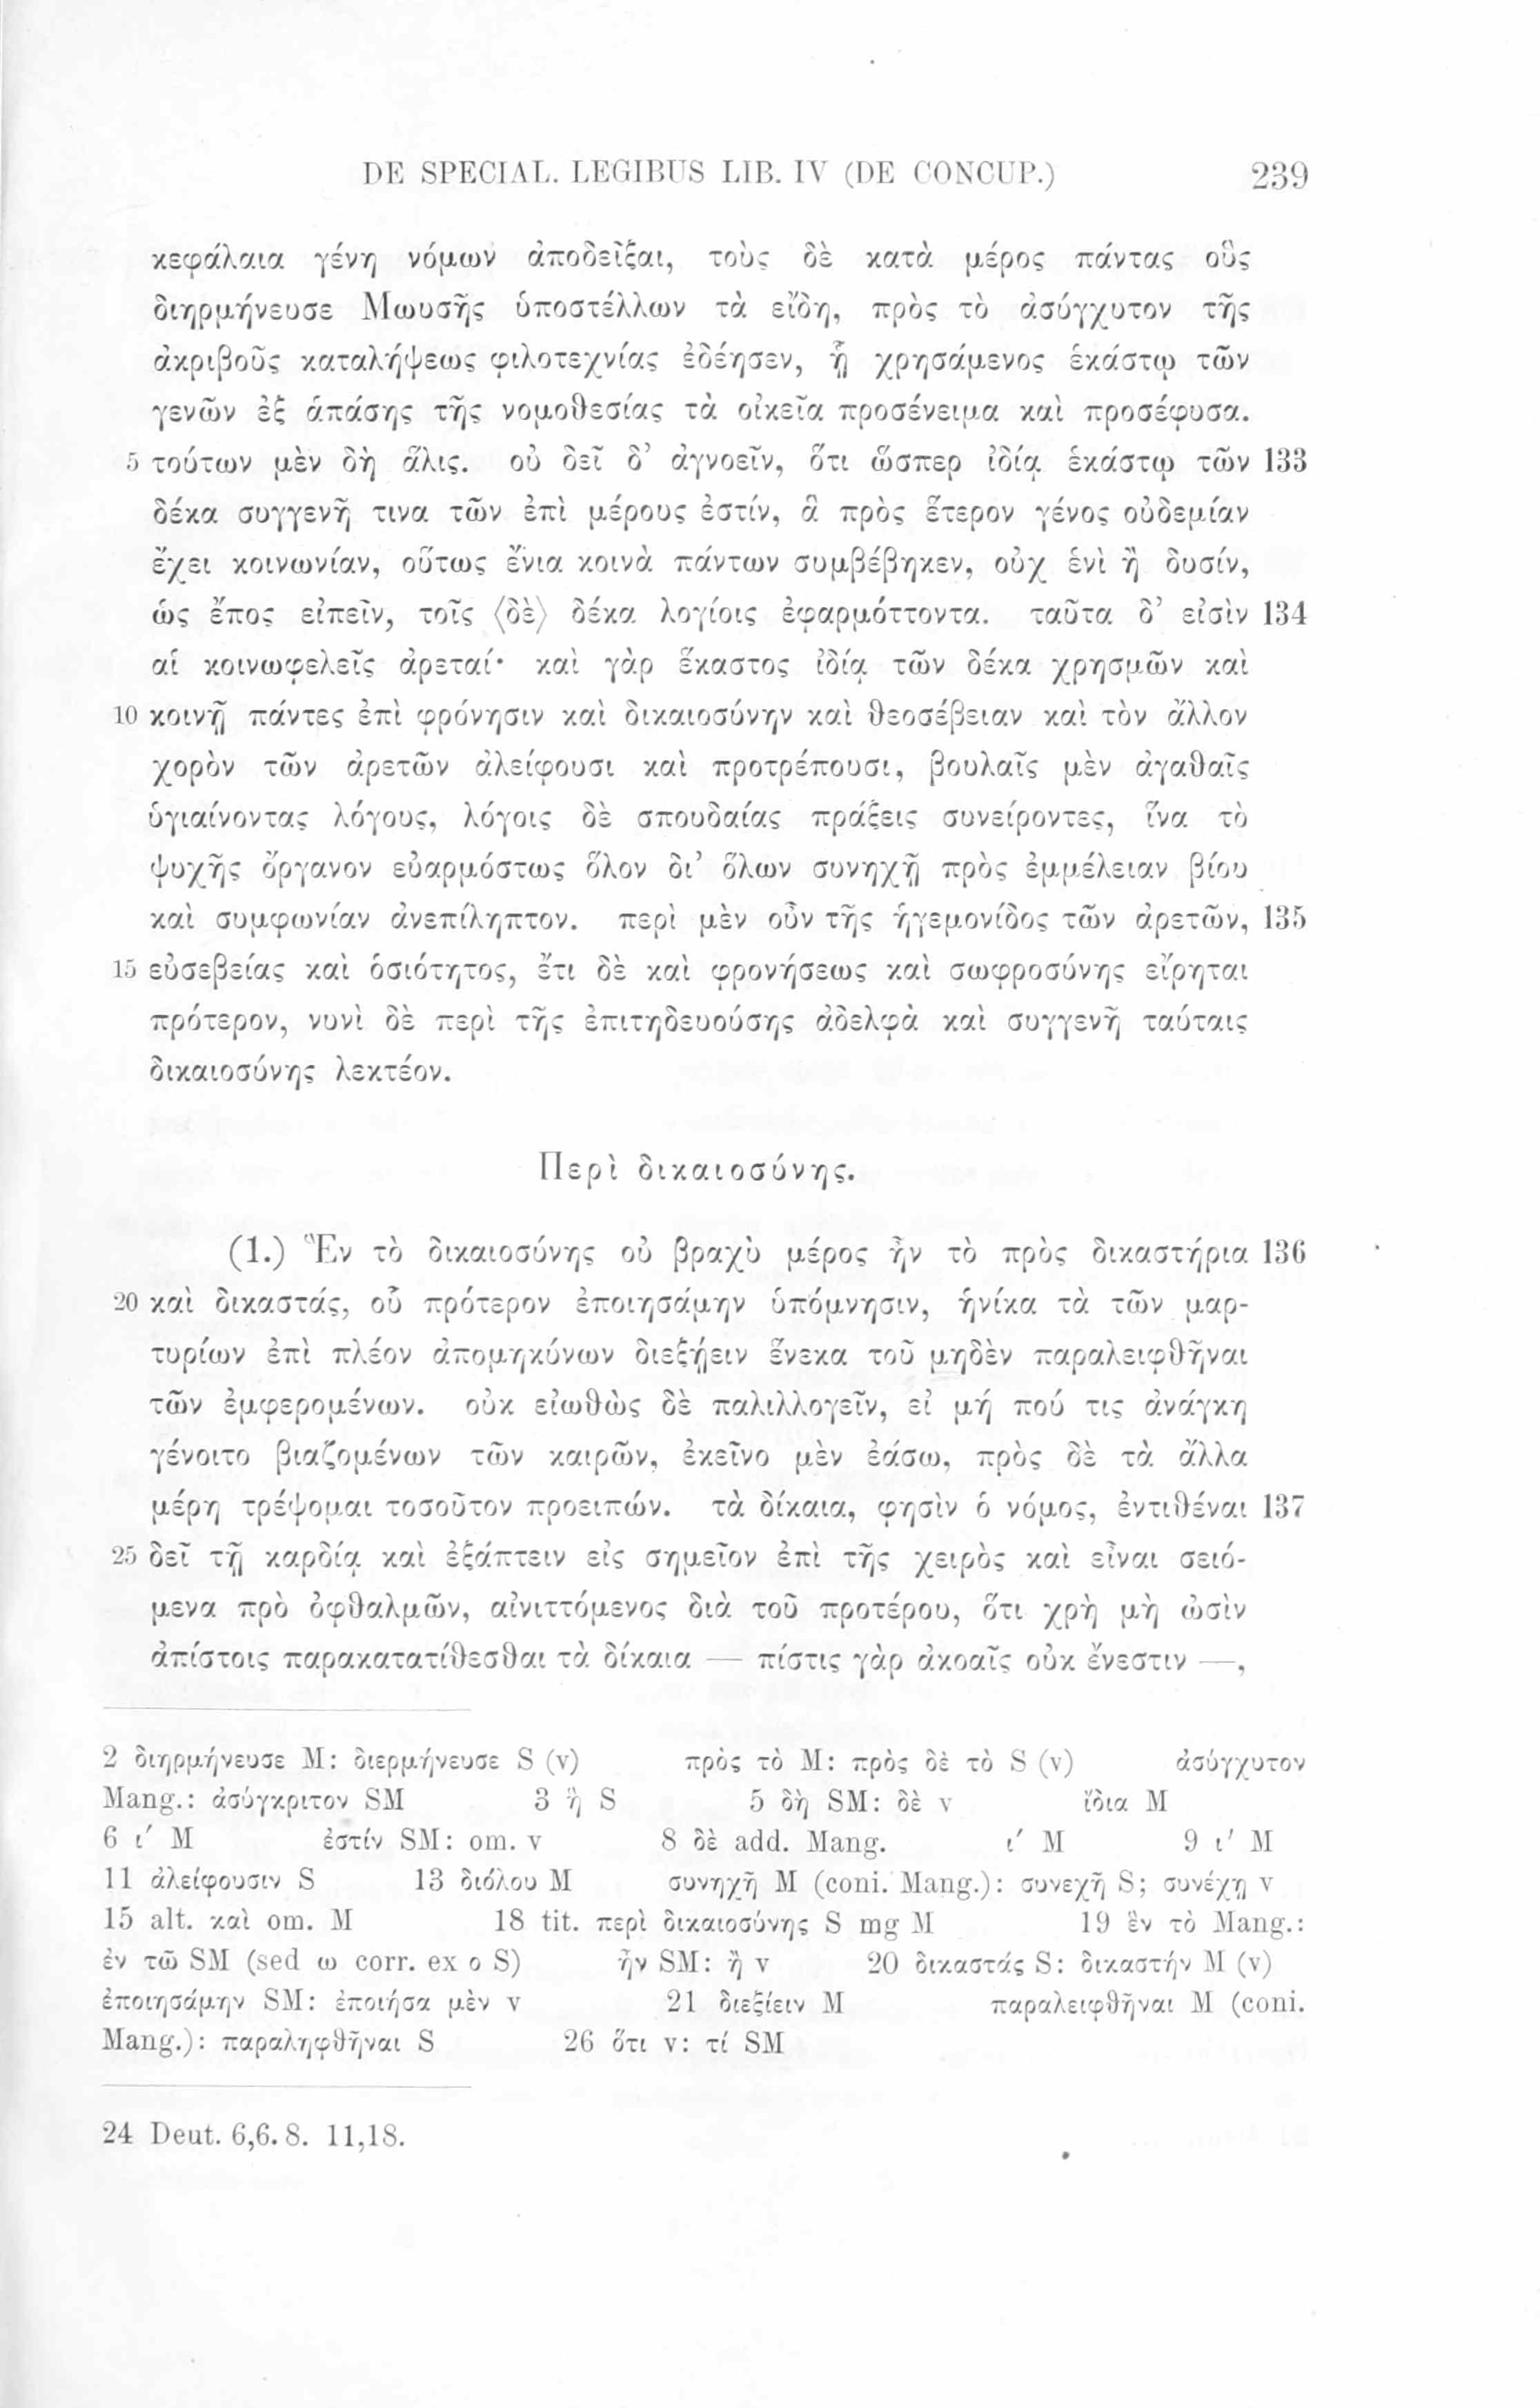 DE SPECIAL. LEGIBUS LIB. IV (DE CONCUP.) 239
κεφάλαια γένη νόμων ἀποδεῖξαι, τοὺς δὲ κατὰ μέρος πάντας οὓς
διηρμήνευσε Μωυσῆς ὑποστέλλων τὰ εἴδη, πρὸς τὸ ἀσύγχυτον τῆς
ἀκριβοῦς καταλήψεως φιλοτεχνίας ἐδέησεν, ᾗ χρησάμενος ἑκάστῳ τῶν
γενῶν ἐξ ἁπάσης τῆς νομοθεσίας τὰ οἰκεῖα προσένειμα καὶ προσέφυσα.
5 τούτων μὲν δὴ ἅλις. οὐ δεῖ δ’ ἀγνοεῖν, ὅτι ὥσπερ ἰδίᾳ ἑκάστῳ τῶν 133
δέκα συγγενῆ τινα τῶν ἐπὶ μέρους ἐστίν, ἃ πρὸς ἕτερον γένος οὐδεμίαν
ἔχει κοινωνίαν, οὕτως ἔνια κοινὰ πάντων συμβέβηκεν, οὐχ ἑνὶ ἢ δυσίν,
ὡς ἔπος εἰπεῖν, τοῖς ⟨δὲ⟩ δέκα λογίοις ἐφαρμόττοντα. ταῦτα δ’ εἰσὶν 134
αἱ κοινωφελεῖς ἀρεταί· καὶ γὰρ ἕκαστος ἰδίᾳ τῶν δέκα χρησμῶν καὶ
10 κοινῇ πάντες ἐπὶ φρόνησιν καὶ δικαιοσύνην καὶ θεοσέβειαν καὶ τὸν ἄλλον
χορὸν τῶν ἀρετῶν ἀλείφουσι καὶ προτρέπουσι, βουλαῖς μὲν ἀγαθαῖς
ὑγιαίνοντας λόγους, λόγοις δὲ σπουδαίας πράξεις συνείροντες, ἵνα τὸ
ψυχῆς ὄργανον εὐαρμόστως ὅλον δι’ ὅλων συνηχῇ πρὸς ἐμμέλειαν βίου
καὶ συμφωνίαν ἀνεπίληπτον. περὶ μὲν οὖν τῆς ἡγεμονίδος τῶν ἀρετῶν, 135
15 εὐσεβείας καὶ ὁσιότητος, ἔτι δὲ καὶ φρονήσεως καὶ σωφροσύνης εἴρηται
πρότερον, νυνὶ δὲ περὶ τῆς ἐπιτηδευούσης ἀδελφὰ καὶ συγγενῆ ταύταις
δικαιοσύνης λεκτέον.
Περὶ δικαιοσύνης.
(1.) Ἓν τὸ δικαιοσύνης οὐ βραχὺ μέρος ἦν τὸ πρὸς δικαστήρια 136
20 καὶ δικαστάς, οὗ πρότερον ἐποιησάμην ὑπόμνησιν, ἡνίκα τὰ τῶν μαρ-
τυρίων ἐπὶ πλέον ἀπομηκύνων διεξῄειν ἕνεκα τοῦ μηδὲν παραλειφθῆναι
τῶν ἐμφερομένων. οὐκ εἰωθὼς δὲ παλιλλογεῖν, εἰ μή πού τις ἀνάγκη
γένοιτο βιαζομένων τῶν καιρῶν, ἐκεῖνο μὲν ἐάσω, πρὸς δὲ τὰ ἄλλα
μέρη τρέψομαι τοσοῦτον προειπών. τὰ δίκαια, φησὶν ὁ νόμος, ἐντιθέναι 137
25 δεῖ τῇ καρδίᾳ καὶ ἐξάπτειν εἰς σημεῖον ἐπὶ τῆς χειρὸς καὶ εἶναι σειό-
μενα πρὸ ὀφθαλμῶν, αἰνιττόμενος διὰ τοῦ προτέρου, ὅτι χρὴ μὴ ὠσὶν
ἀπίστοις παρακατατίθεσθαι τὰ δίκαια — πίστις γὰρ ἀκοαῖς οὐκ ἔνεστιν —,
2 διηρμήνευσε M: διερμήνευσε S (v) πρὸς τὸ M: πρὸς δὲ τὸ S (v) ἀσύγχυτον
Mang.: ἀσύγκριτον SM 3 ἢ S 5 δὴ SM: δὲ v ἴδια M
6 ι′ M ἐστίν SM: om. v 8 δὲ add. Mang. ι′ M 9 ι′ M
11 ἀλείφουσιν S 13 διόλου M συνηχῆ M (coni. Mang.): συνεχῆ S; συνέχῃ v
15 alt. καὶ om. M 18 tit. περὶ δικαιοσύνης S mg M 19 ἓν τὸ Mang.:
ἐν τῶ SM (sed ω corr. ex ο S) ἦν SM: ἢ v 20 δικαστάς S: δικαστήν M (v)
ἐποιησάμην SM: ἐποιήσα μὲν v 21 διεξίειν M παραλειφθῆναι M (coni.
Mang.): παραληφθῆναι S 26 ὅτι v: τί SM
24 Deut. 6,6. 8. 11,18.